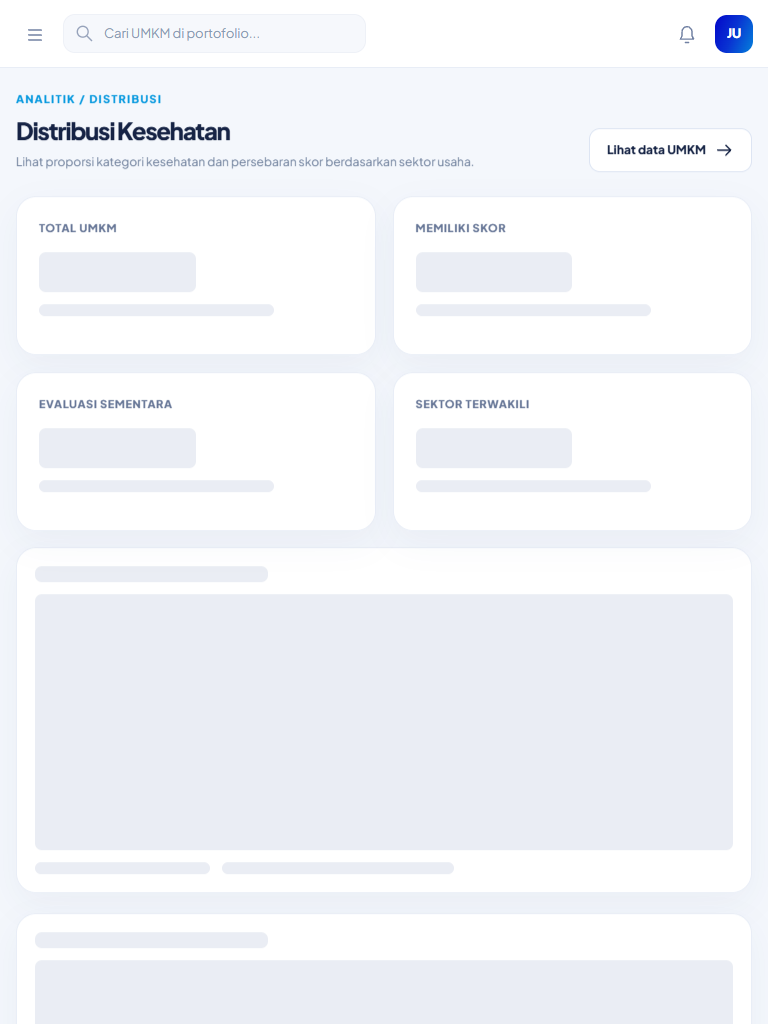 Cari UMKM di portofolio...
JU
ANALITIK / DISTRIBUSI
Distribusi Kesehatan
Lihat proporsi kategori kesehatan dan persebaran skor berdasarkan sektor usaha.
Lihat data UMKM
TOTAL UMKM
MEMILIKI SKOR
EVALUASI SEMENTARA
SEKTOR TERWAKILI